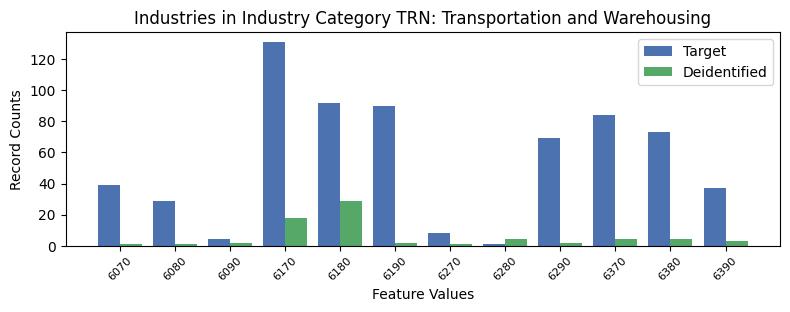 Industries in Industry Category TRN: Transportation and Warehousing
Target
Deidentified
Record Counts
120
100
80
60
40
20
0
6070 6080 6090 6170 6180 6190 6270 6280 6290 6370 6380 6390
Feature Values